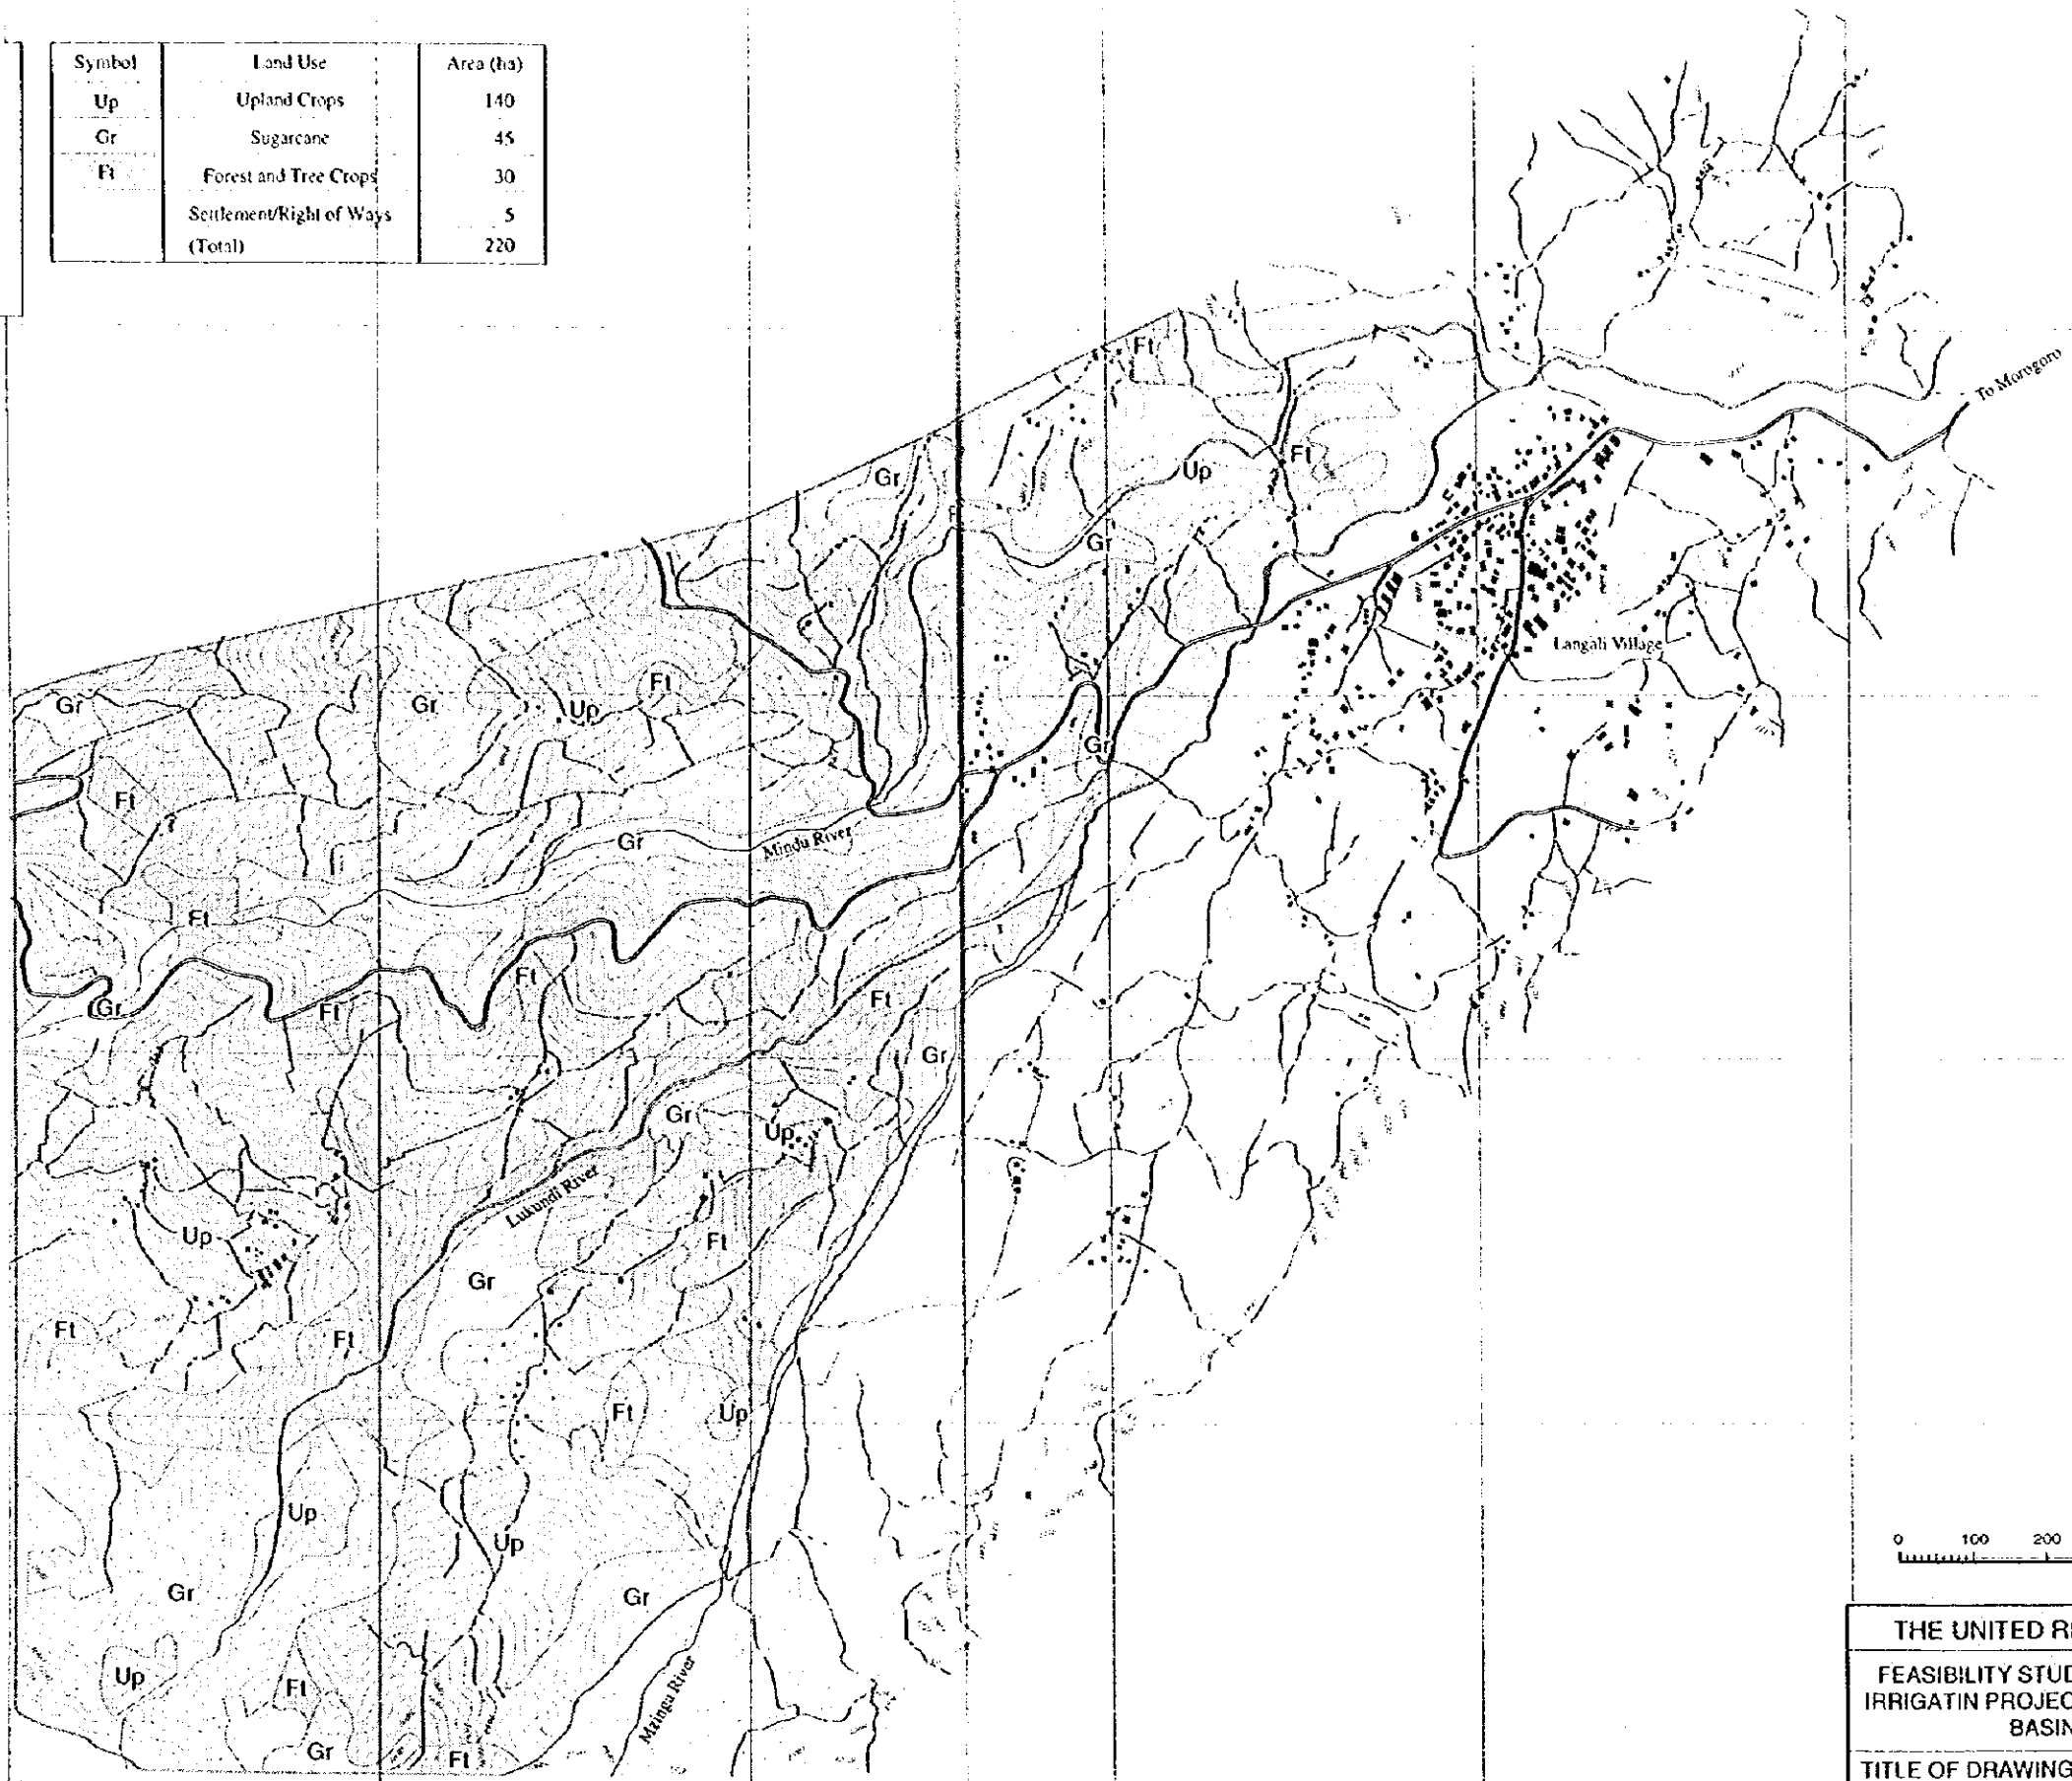 Symbol Land Use Area (ha)
Up Upland Crops 140
Gr Sugarcane 45
Ft Forest and Tree Crops 30
Settlement/Right of Ways 5
(Total) 220
To Morogoro
Ft
Ft
Up
Gr
Gr
Langali Village
Ft
Gr
Gr
Up
Gr
Ft
Gr
Mindu River
Ft
Ft
Ft
Gr
Ft
Gr
Gr
Up
Lukundi River
Up
Ft
Gr
Ft
Ft
Ft
Up
Up
Up
Gr
Gr
Up
Ft
Mzinga River
Gr
Ft
0 100 200
THE UNITED RE
FEASIBILITY STUD
IRRIGATIN PROJEC
BASIN
TITLE OF DRAWING